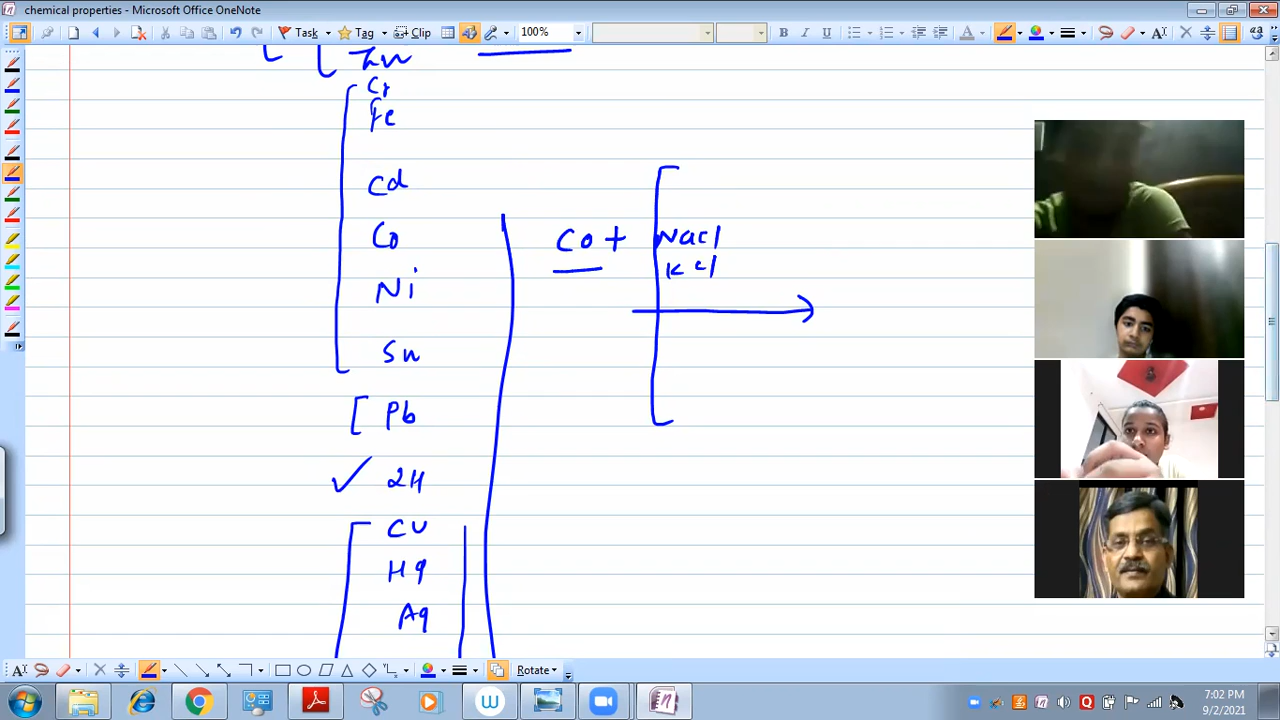 chemical properties - Microsoft Office OneNote
Task Tag Clip 100% B I U
Zn
Cr
Fe
Cd
Co
Co + NaCl
KCl
Ni
Sn
Pb
2H
Cu
Hg
Ag
Rotate
7:02 PM
9/2/2021